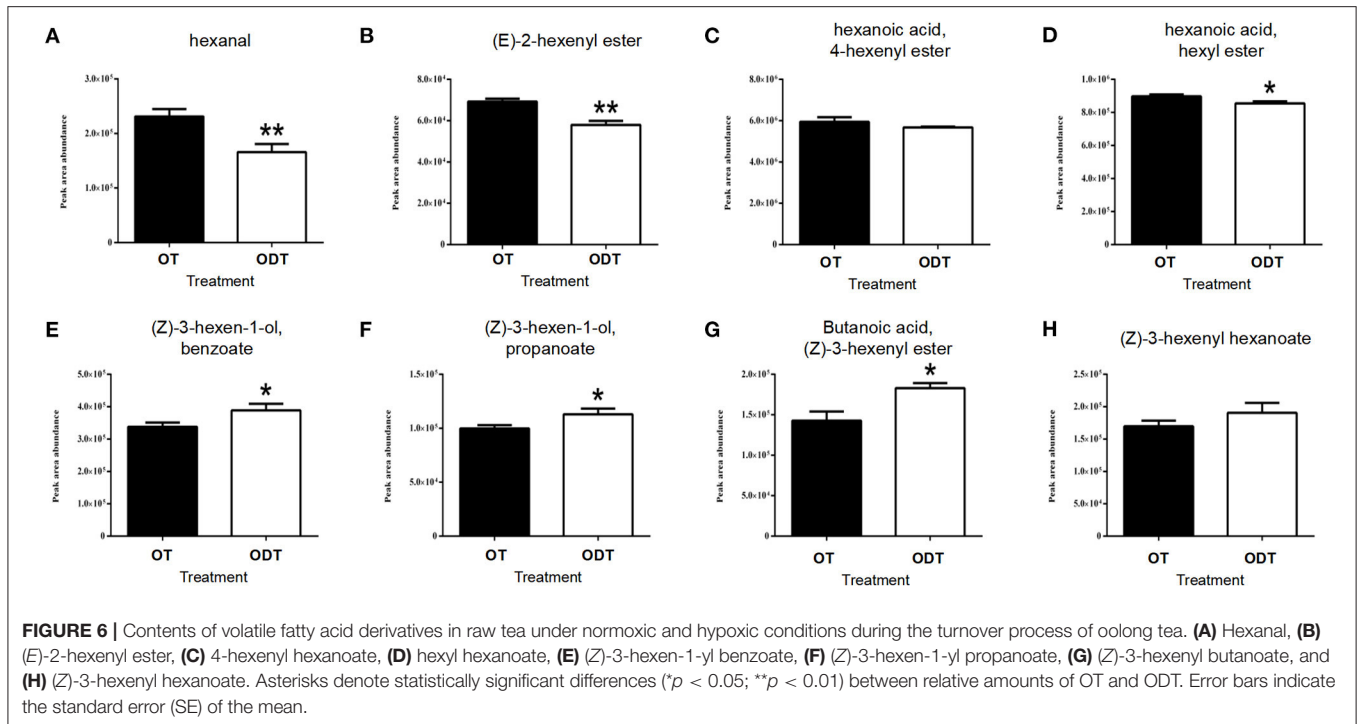 A
hexanal
Peak area abundance
3.0×10⁵
2.0×10⁵
1.0×10⁵
0
**
OT
ODT
Treatment
B
(E)-2-hexenyl ester
Peak area abundance
8.0×10⁴
6.0×10⁴
4.0×10⁴
2.0×10⁴
0
**
OT
ODT
Treatment
C
hexanoic acid,
4-hexenyl ester
Peak area abundance
8.0×10⁶
6.0×10⁶
4.0×10⁶
2.0×10⁶
0
OT
ODT
Treatment
D
hexanoic acid,
hexyl ester
Peak area abundance
1.0×10⁶
8.0×10⁵
6.0×10⁵
4.0×10⁵
2.0×10⁵
0
*
OT
ODT
Treatment
E
(Z)-3-hexen-1-ol,
benzoate
Peak area abundance
5.0×10⁵
4.0×10⁵
3.0×10⁵
2.0×10⁵
1.0×10⁵
0
*
OT
ODT
Treatment
F
(Z)-3-hexen-1-ol,
propanoate
Peak area abundance
1.5×10⁵
1.0×10⁵
5.0×10⁴
0
*
OT
ODT
Treatment
G
Butanoic acid,
(Z)-3-hexenyl ester
Peak area abundance
2.0×10⁵
1.5×10⁵
1.0×10⁵
5.0×10⁴
0
*
OT
ODT
Treatment
H
(Z)-3-hexenyl hexanoate
Peak area abundance
2.5×10⁵
2.0×10⁵
1.5×10⁵
1.0×10⁵
5.0×10⁴
0
OT
ODT
Treatment
FIGURE 6 | Contents of volatile fatty acid derivatives in raw tea under normoxic and hypoxic conditions during the turnover process of oolong tea. (A) Hexanal, (B)
(E)-2-hexenyl ester, (C) 4-hexenyl hexanoate, (D) hexyl hexanoate, (E) (Z)-3-hexen-1-yl benzoate, (F) (Z)-3-hexen-1-yl propanoate, (G) (Z)-3-hexenyl butanoate, and
(H) (Z)-3-hexenyl hexanoate. Asterisks denote statistically significant differences (*p < 0.05; **p < 0.01) between relative amounts of OT and ODT. Error bars indicate
the standard error (SE) of the mean.